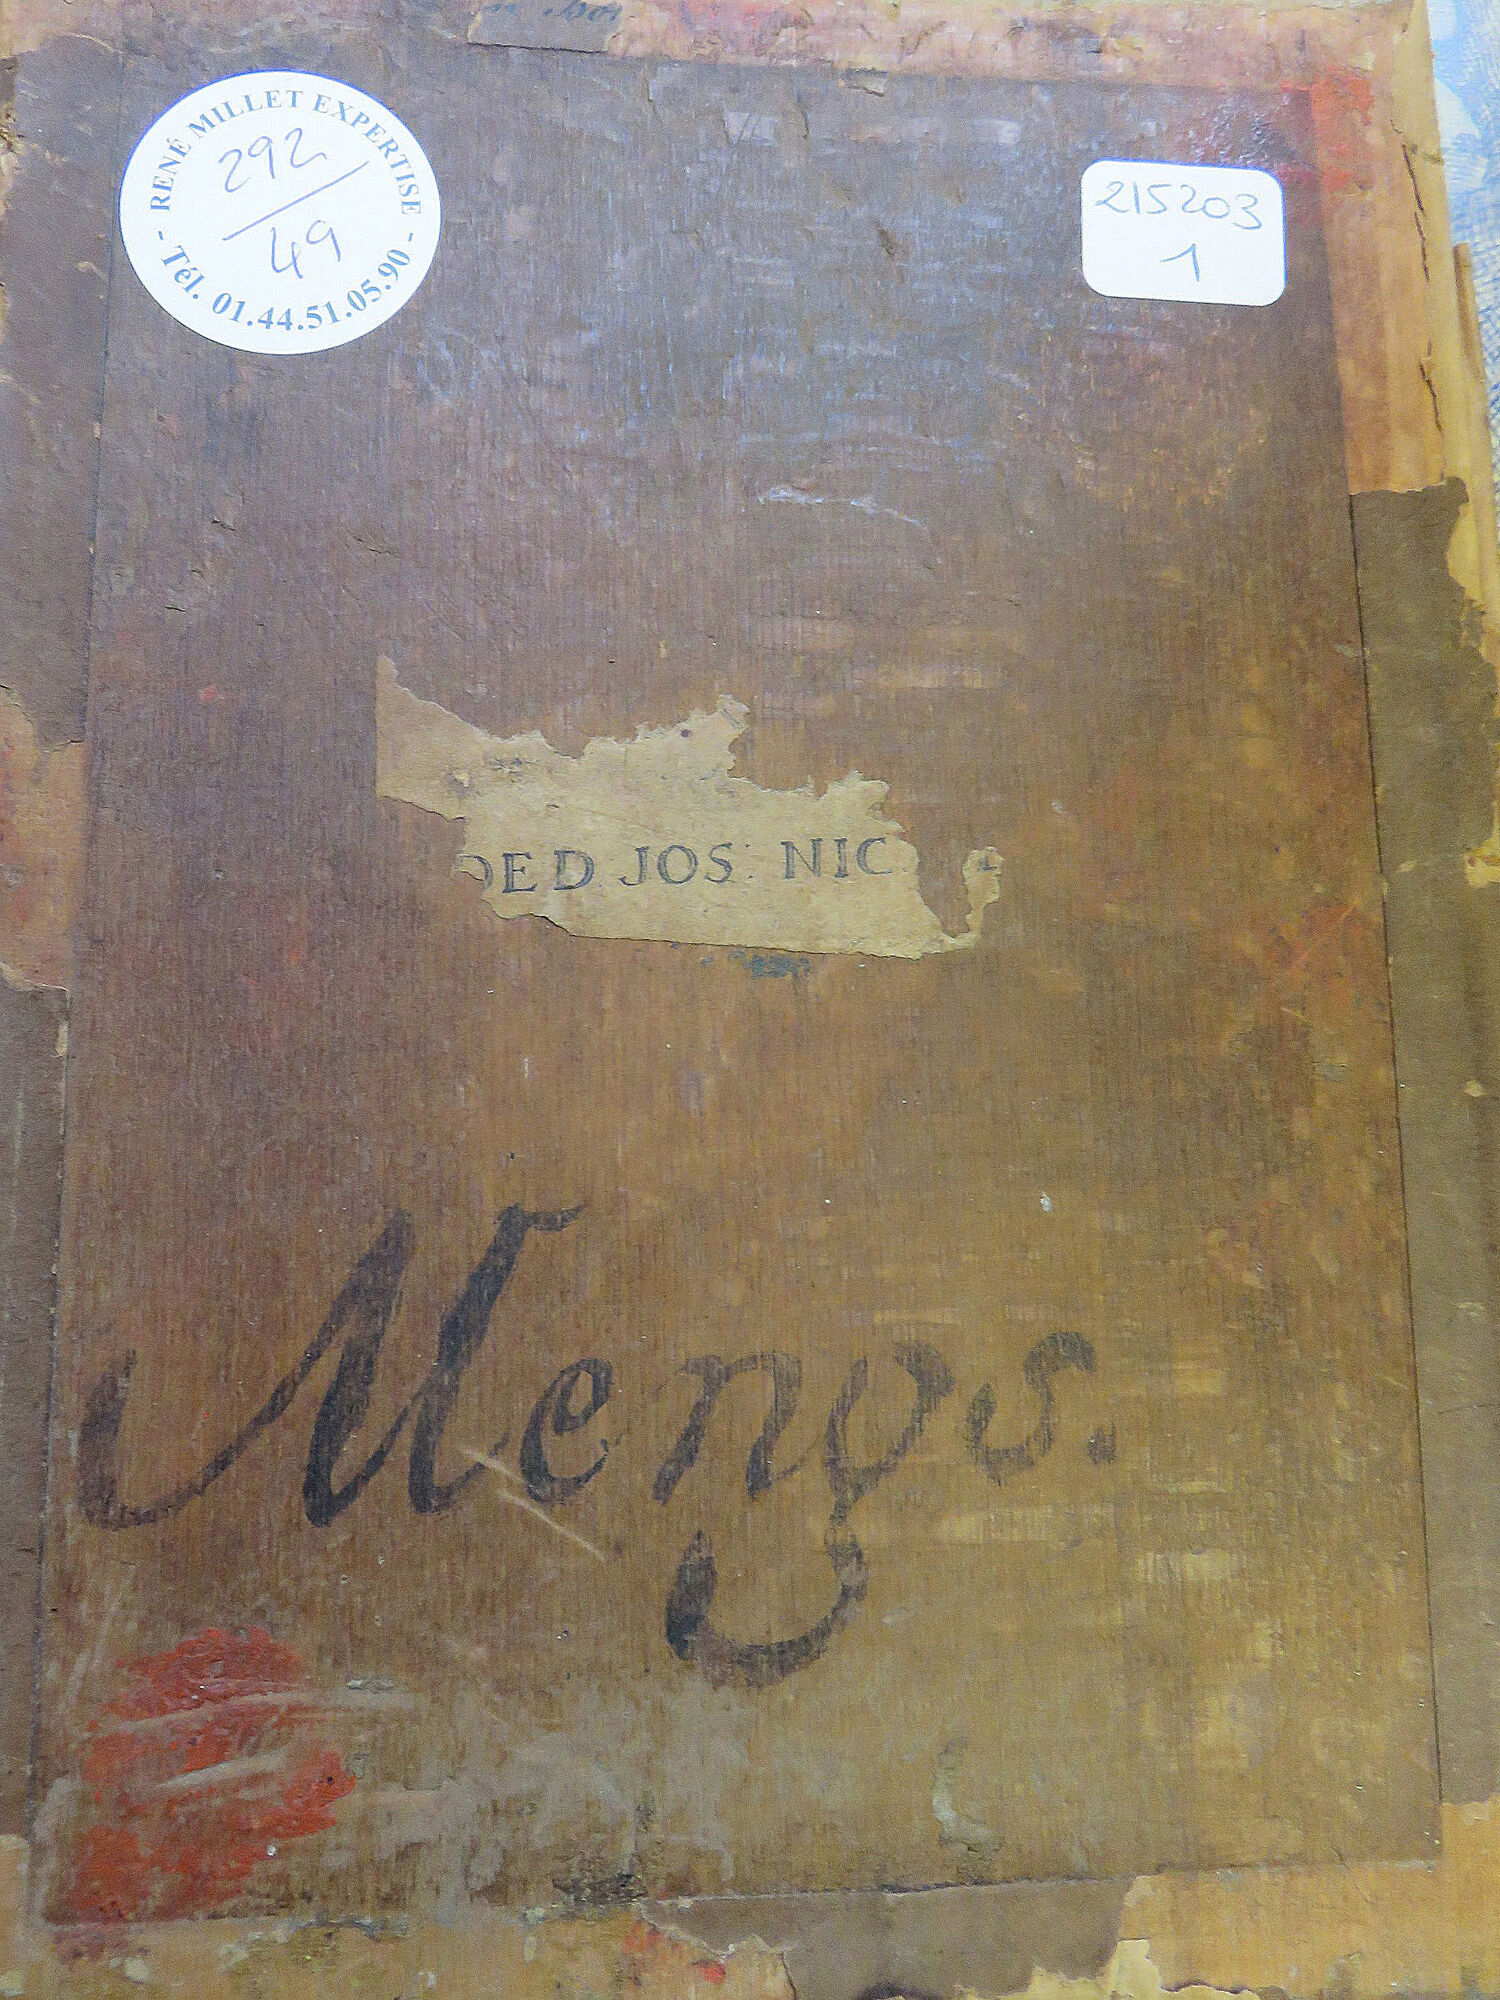 RENÉ MILLET EXPERTISE
292
49
- Tél. 01.44.51.05.90 -
215203
1
DED JOS: NIC
Mengs.